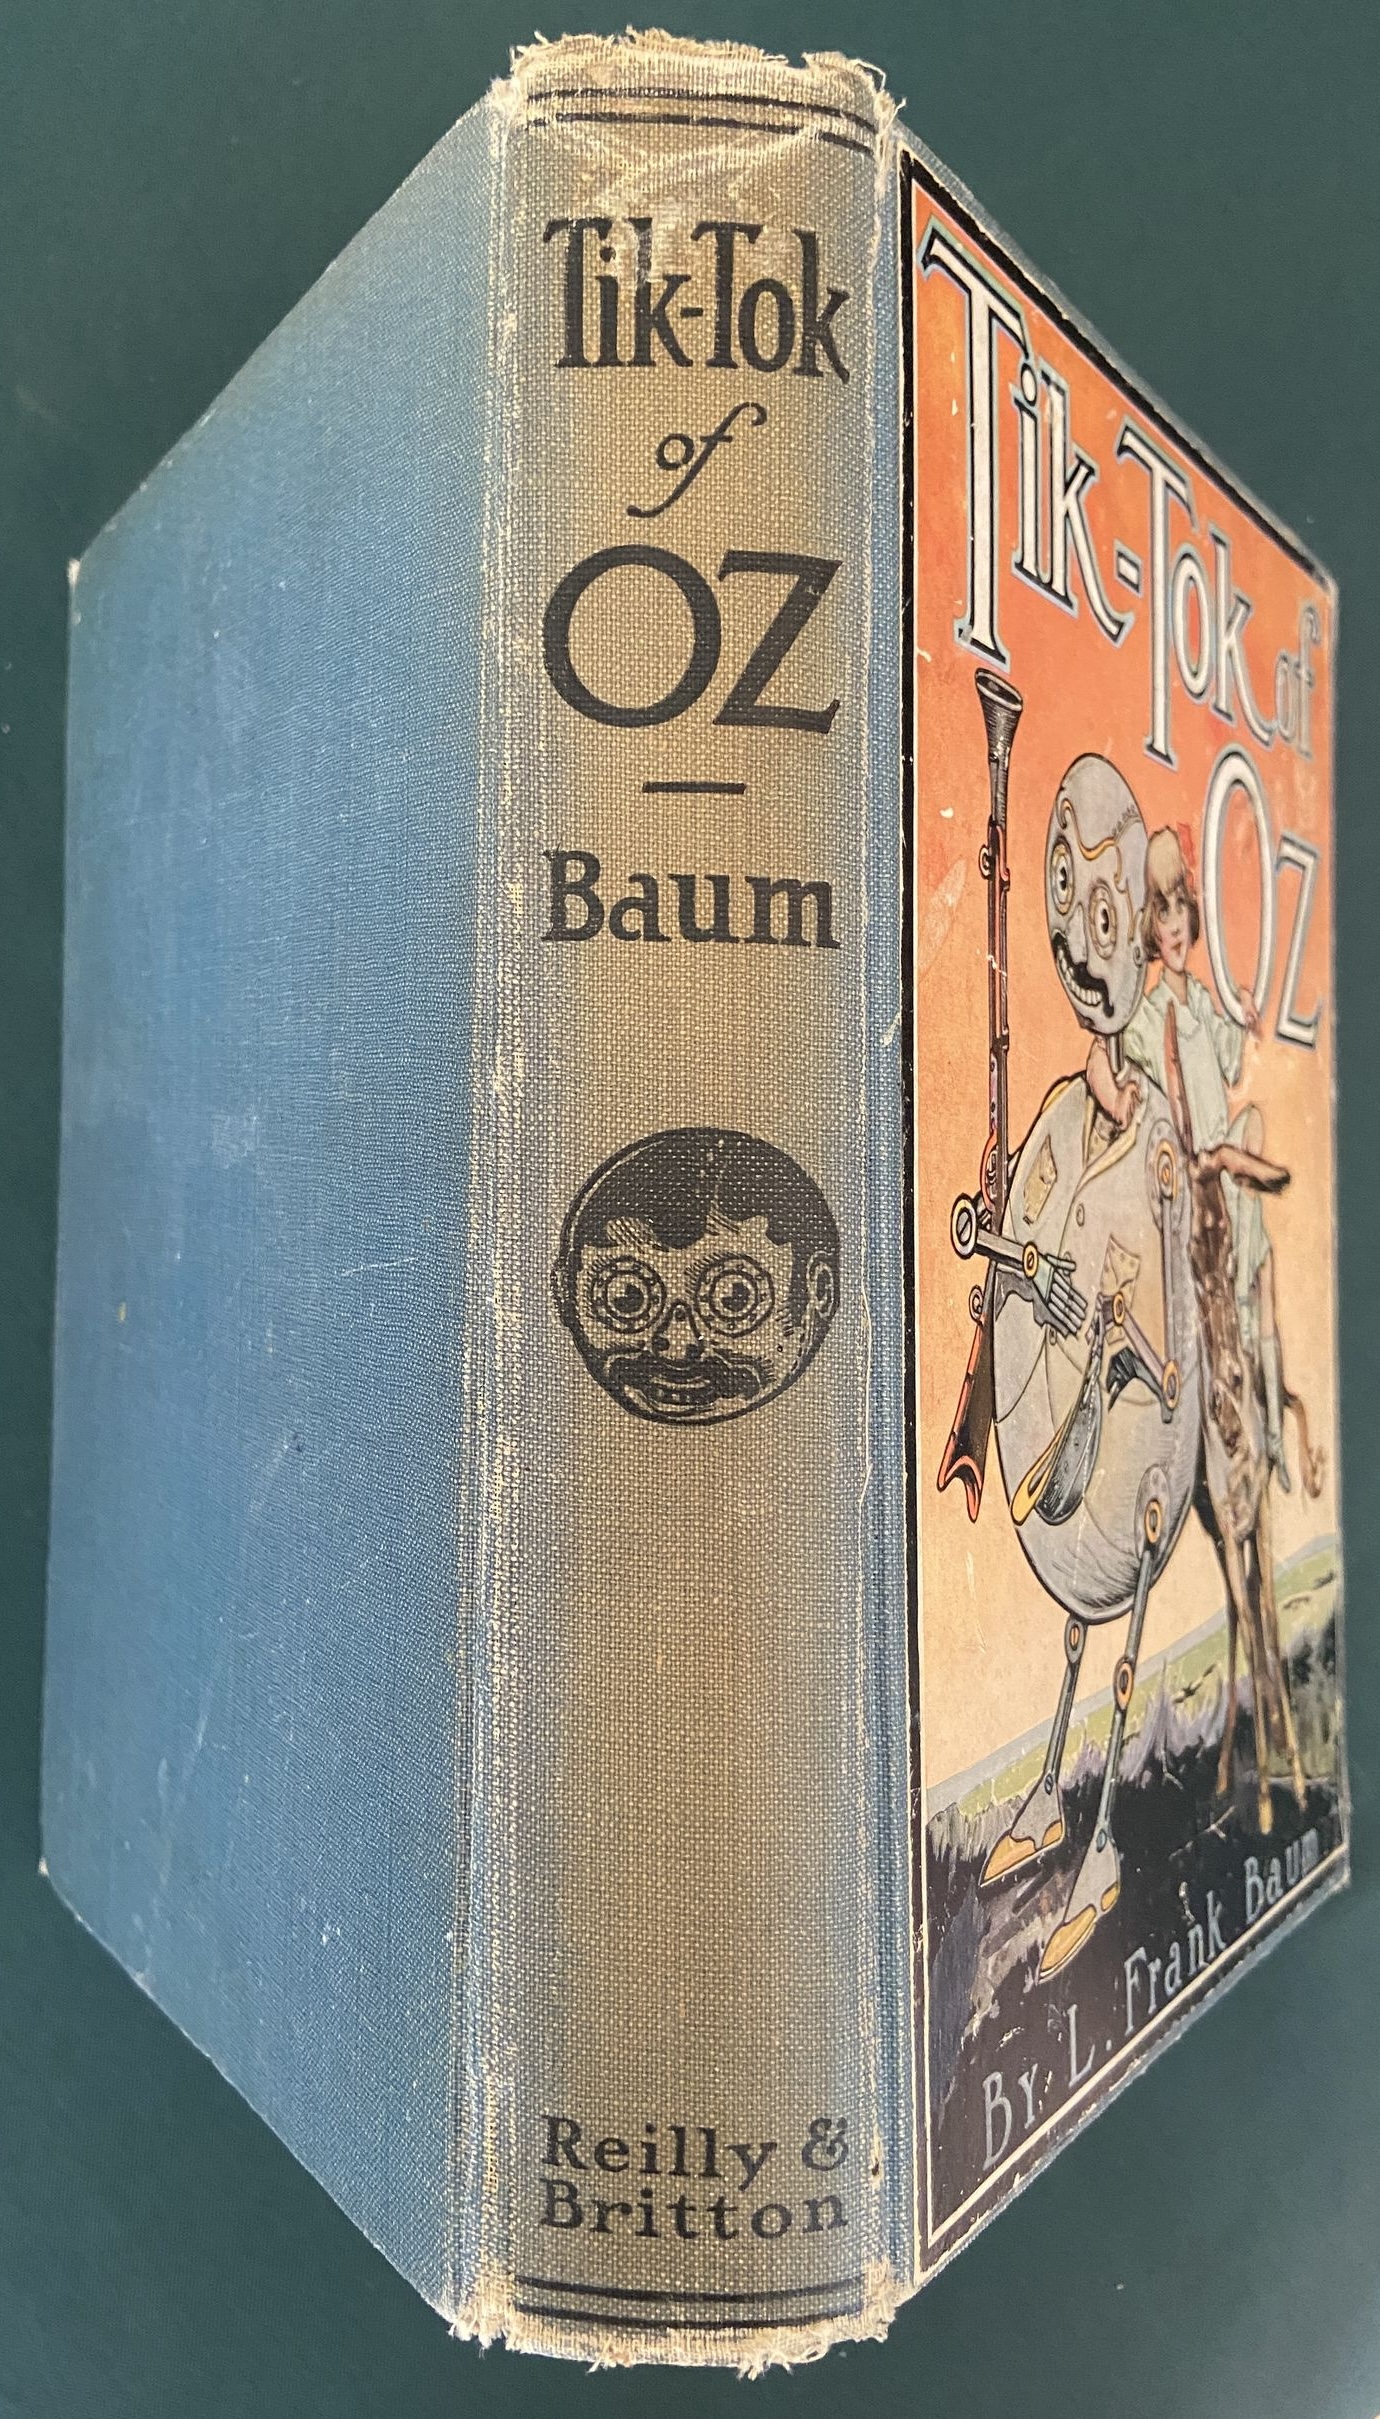 Tik-Tok
of
OZ
Baum
Reilly &
Britton
Tik-Tok of
Oz
By L. Frank Baum